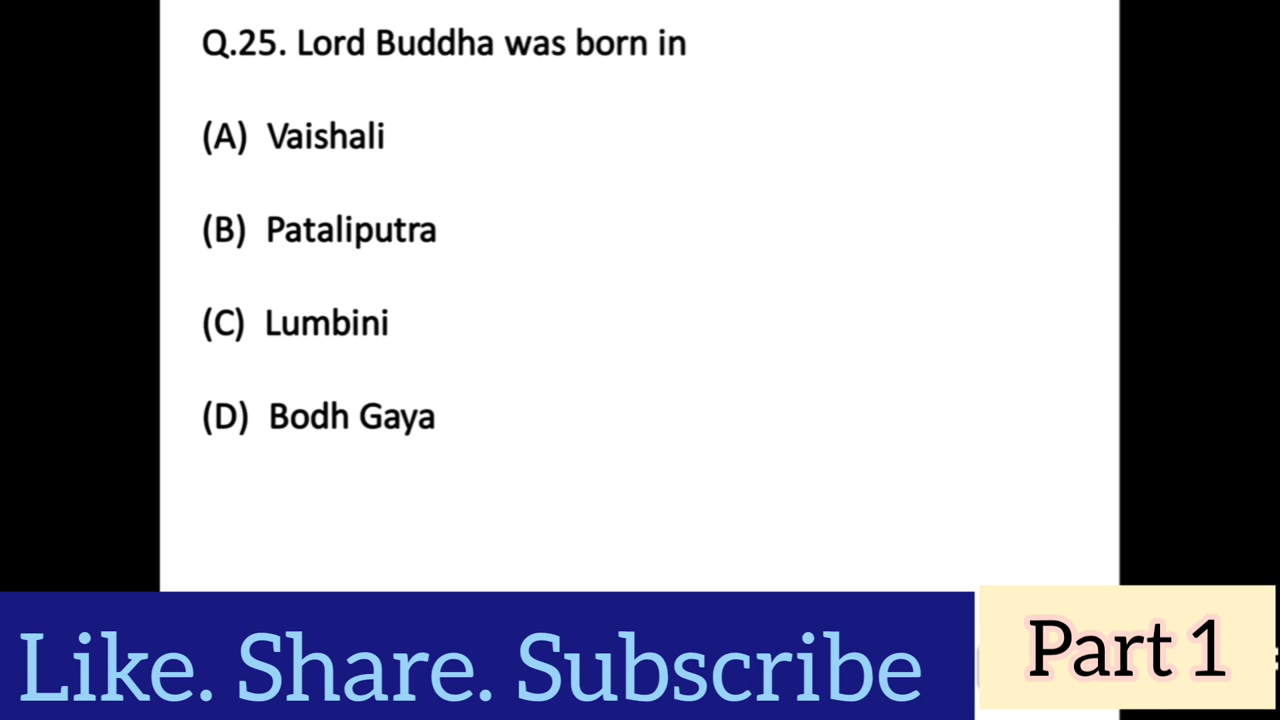 Q.25. Lord Buddha was born in
(A) Vaishali
(B) Pataliputra
(C) Lumbini
(D) Bodh Gaya
Like. Share. Subscribe
Part 1